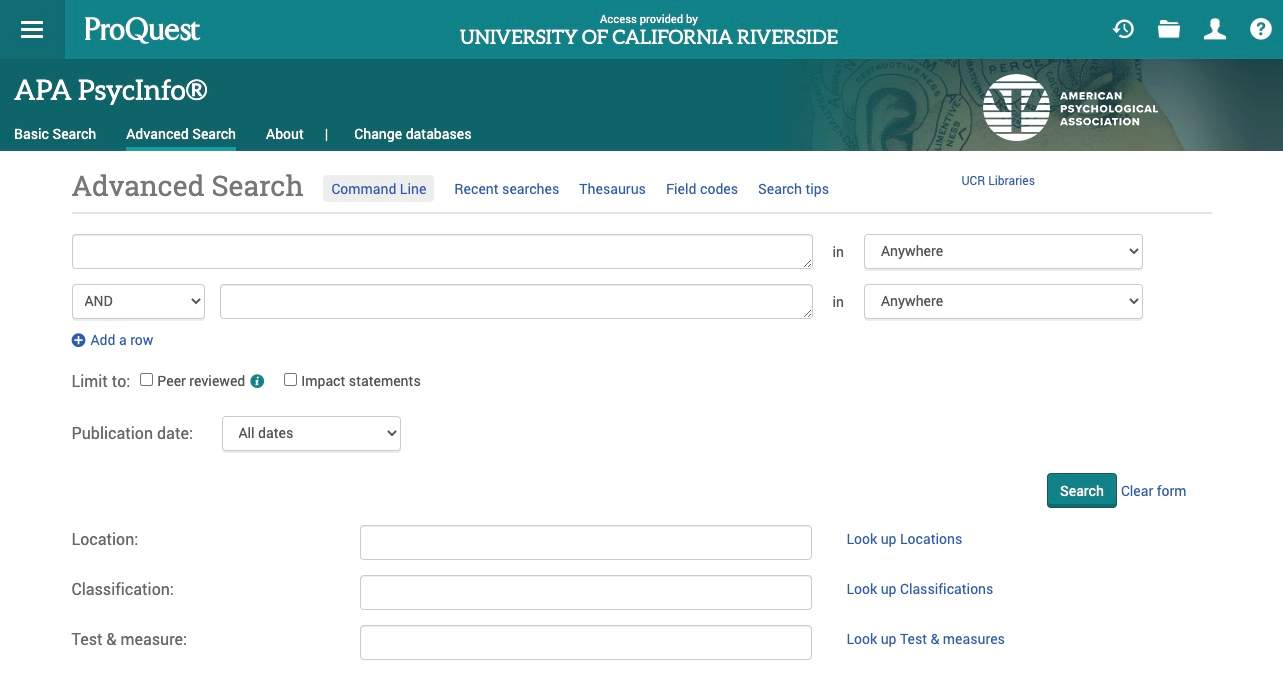 ProQuest
Access provided by
UNIVERSITY OF CALIFORNIA RIVERSIDE
?
APA PsycInfo®
AMERICAN
PSYCHOLOGICAL
ASSOCIATION
Basic Search Advanced Search About | Change databases
Advanced Search Command Line Recent searches Thesaurus Field codes Search tips UCR Libraries
in Anywhere
AND in Anywhere
Add a row
Limit to: Peer reviewed i Impact statements
Publication date: All dates
Search Clear form
Location: Look up Locations
Classification: Look up Classifications
Test & measure: Look up Test & measures